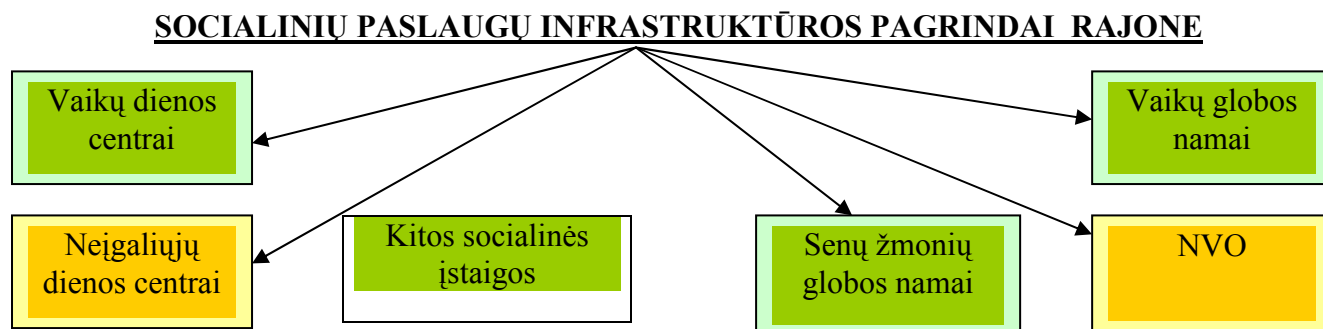 SOCIALINIŲ PASLAUGŲ INFRASTRUKTŪROS PAGRINDAI RAJONE
Vaikų dienos
centrai
Vaikų globos
namai
Neįgaliųjų
dienos centrai
Kitos socialinės
įstaigos
Senų žmonių
globos namai
NVO